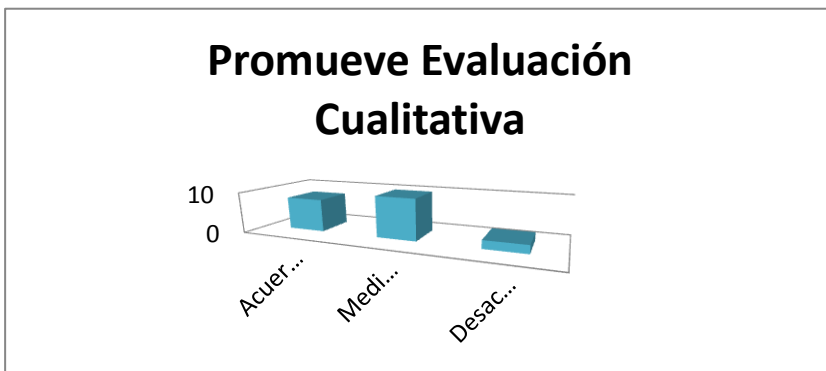 Promueve Evaluación
Cualitativa
10
0
Acuer...
Medi...
Desac...